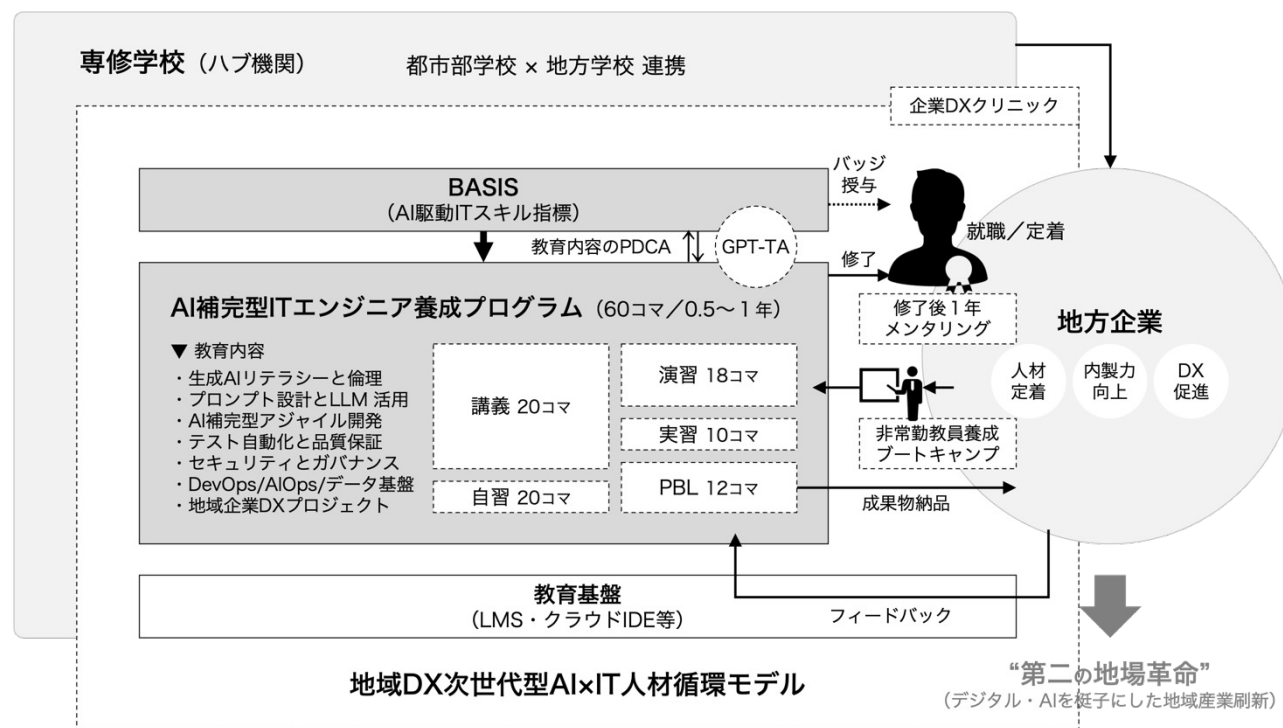 専修学校（ハブ機関） 都市部学校 × 地方学校 連携
企業DXクリニック
BASIS
（AI駆動ITスキル指標）
バッジ
授与
就職／定着
教育内容のPDCA
GPT-TA
修了
AI補完型ITエンジニア養成プログラム（60コマ／0.5〜1年）
▼ 教育内容
・生成AIリテラシーと倫理
・プロンプト設計とLLM 活用
・AI補完型アジャイル開発
・テスト自動化と品質保証
・セキュリティとガバナンス
・DevOps/AIOps/データ基盤
・地域企業DXプロジェクト
講義 20コマ
自習 20コマ
演習 18コマ
実習 10コマ
PBL 12コマ
修了後１年
メンタリング
非常勤教員養成
ブートキャンプ
成果物納品
地方企業
人材
定着
内製力
向上
DX
促進
教育基盤
（LMS・クラウドIDE等）
フィードバック
地域DX次世代型AI×IT人材循環モデル
“第二の地場革命”
（デジタル・AIを梃子にした地域産業刷新）